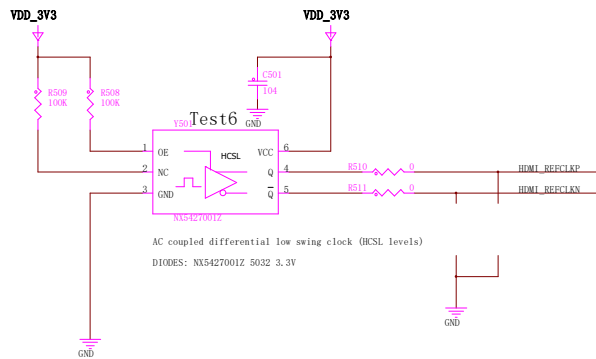 VDD_3V3
VDD_3V3
R509
100K
R508
100K
C501
104
GND
Test6
Y501
1
OE
HCSL
VCC
6
2
NC
Q
4
R510
0
HDMI_REFCLKP
3
GND
Q
5
R511
0
HDMI_REFCLKN
NX5427001Z
AC coupled differential low swing clock (HCSL levels)
DIODES: NX5427001Z 5032 3.3V
GND
GND